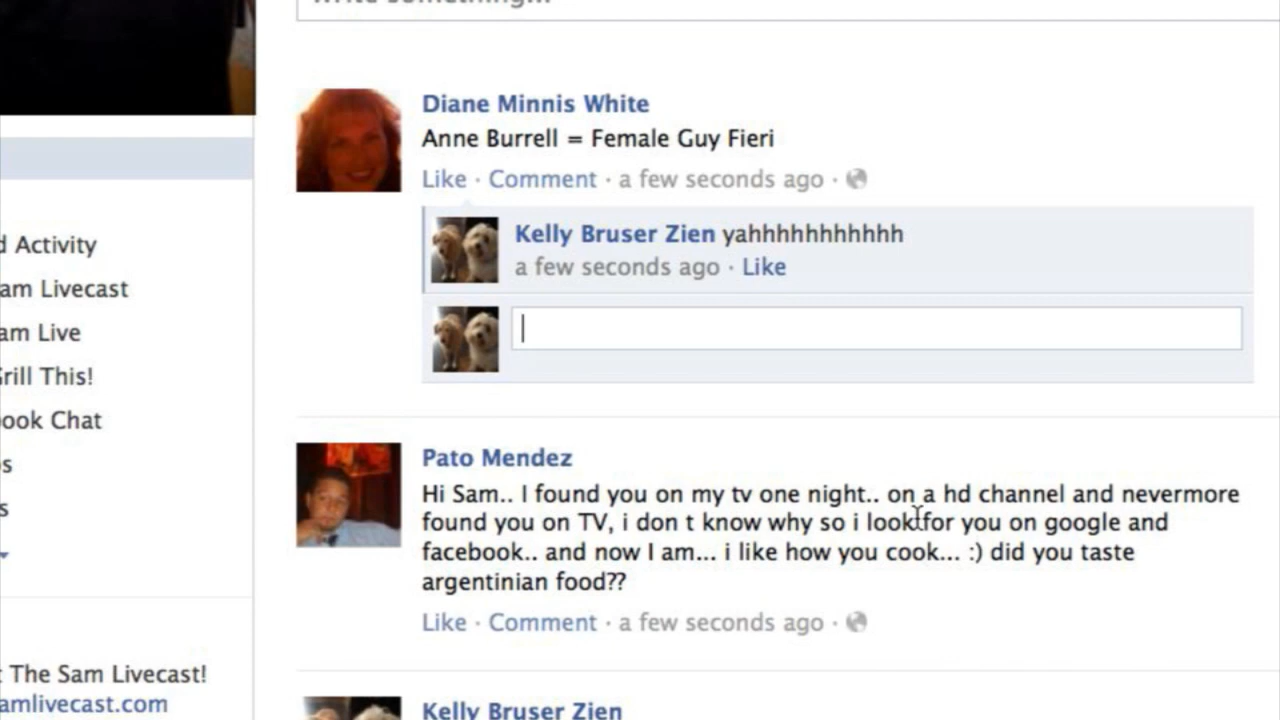 Diane Minnis White
Anne Burrell = Female Guy Fieri
Like · Comment · a few seconds ago ·
Kelly Bruser Zien yahhhhhhhhhhh
a few seconds ago · Like
d Activity
am Livecast
am Live
Grill This!
ook Chat
s
s
Pato Mendez
Hi Sam.. I found you on my tv one night.. on a hd channel and nevermore
found you on TV, i don t know why so i look for you on google and
facebook.. and now I am... i like how you cook... :) did you taste
argentinian food??
Like · Comment · a few seconds ago ·
The Sam Livecast!
amlivecast.com
Kelly Bruser Zien